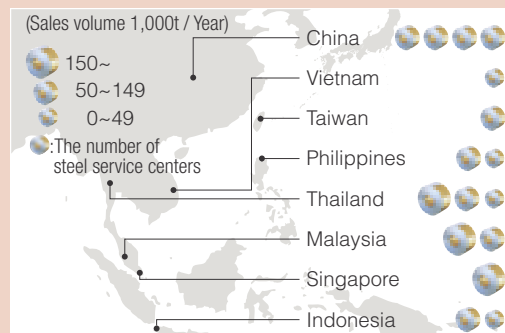 (Sales volume 1,000t / Year)
150~
50~149
0~49
:The number of
steel service centers
China
Vietnam
Taiwan
Philippines
Thailand
Malaysia
Singapore
Indonesia